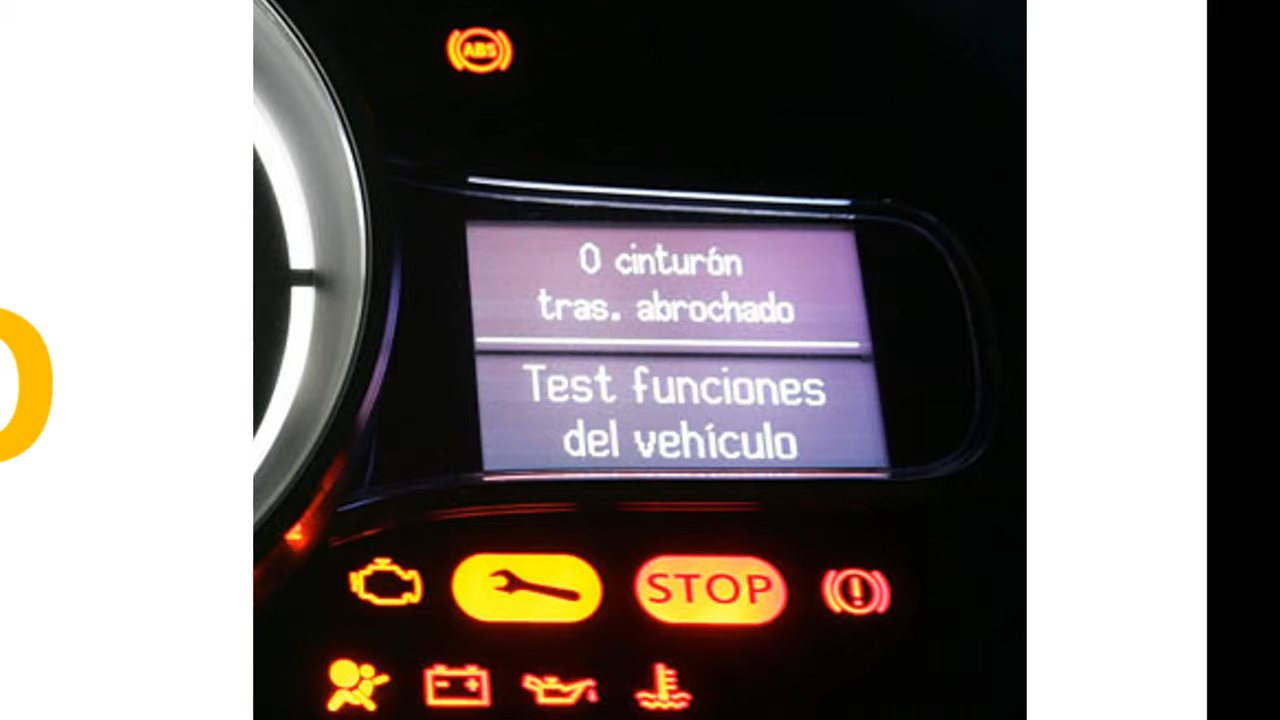 ABS
0 cinturón
tras. abrochado
Test funciones
del vehículo
STOP